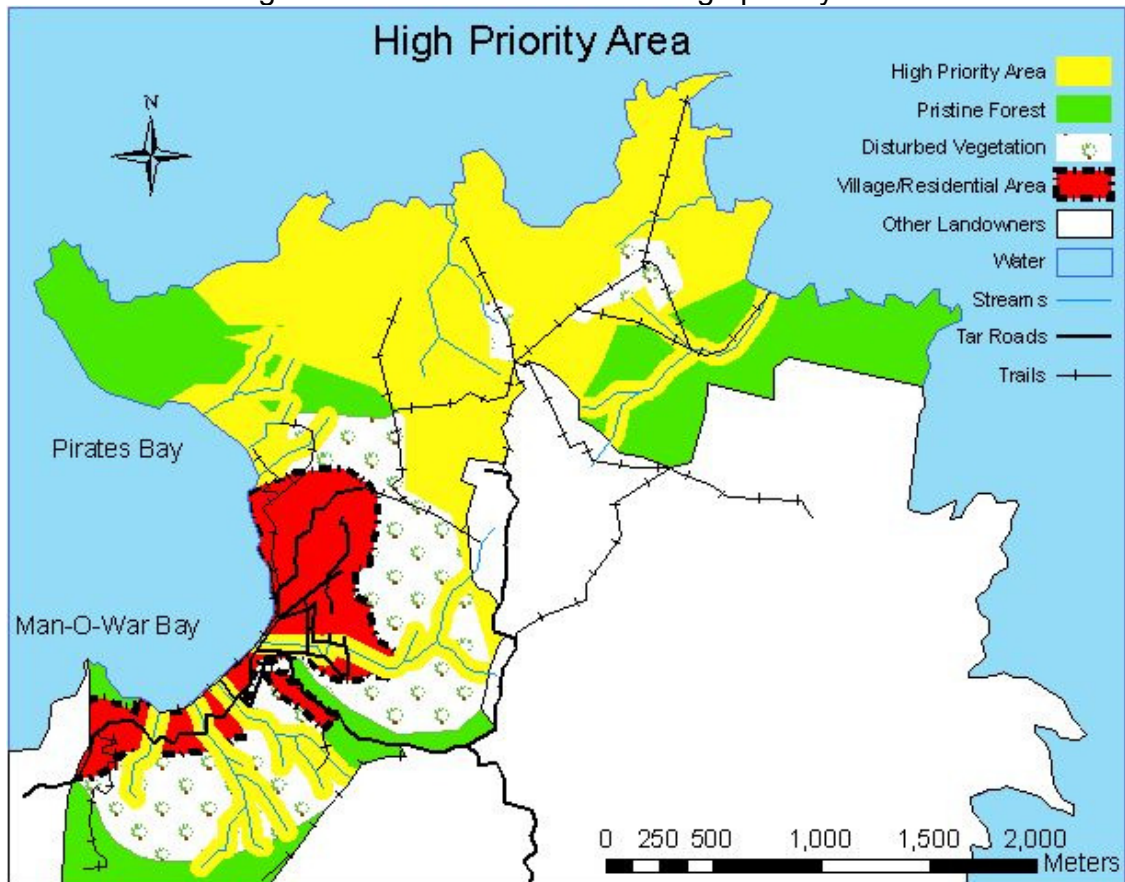 High Priority Area
N
High Priority Area
Pristine Forest
Disturbed Vegetation
Village/Residential Area
Other Landowners
Water
Streams
Tar Roads
Trails
Pirates Bay
Man-O-War Bay
0 250 500 1,000 1,500 2,000
Meters